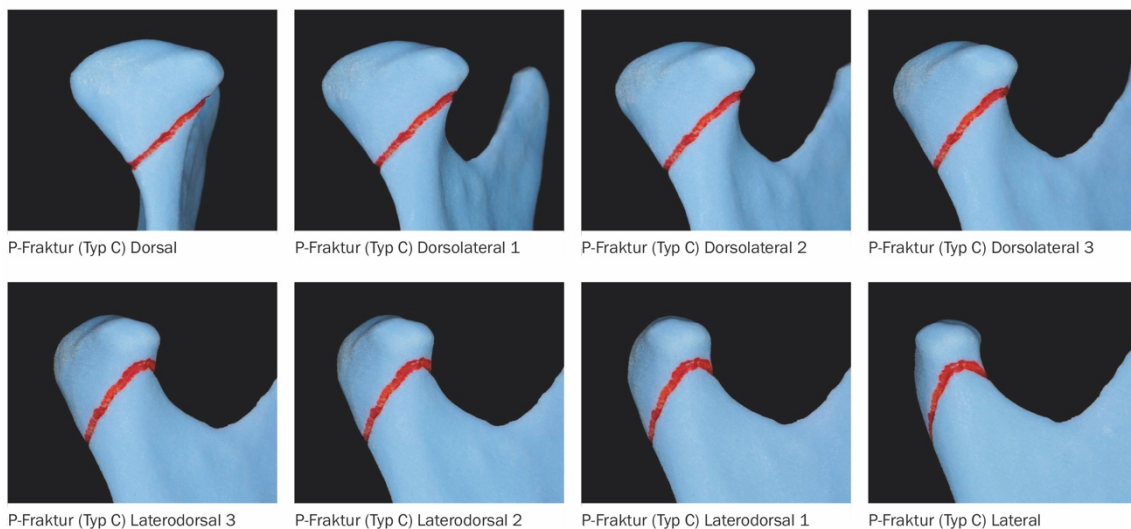 P-Fraktur (Typ C) Dorsal
P-Fraktur (Typ C) Dorsolateral 1
P-Fraktur (Typ C) Dorsolateral 2
P-Fraktur (Typ C) Dorsolateral 3
P-Fraktur (Typ C) Laterodorsal 3
P-Fraktur (Typ C) Laterodorsal 2
P-Fraktur (Typ C) Laterodorsal 1
P-Fraktur (Typ C) Lateral